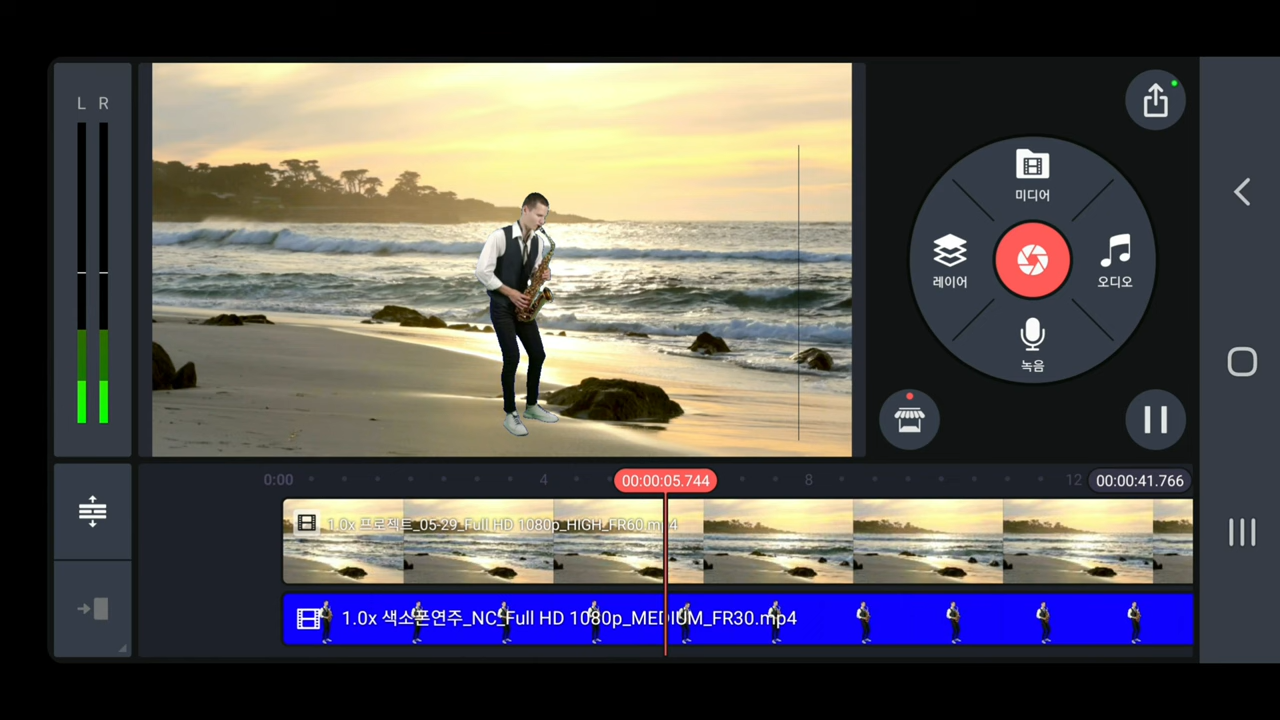 L R
미디어
레이어
오디오
녹음
0:00 4 00:00:05.744 8 12 00:00:41.766
1.0x 프로젝트_05-29_Full HD 1080p_HIGH_FR60.mp4
1.0x 색소폰연주_NC_Full HD 1080p_MEDIUM_FR30.mp4